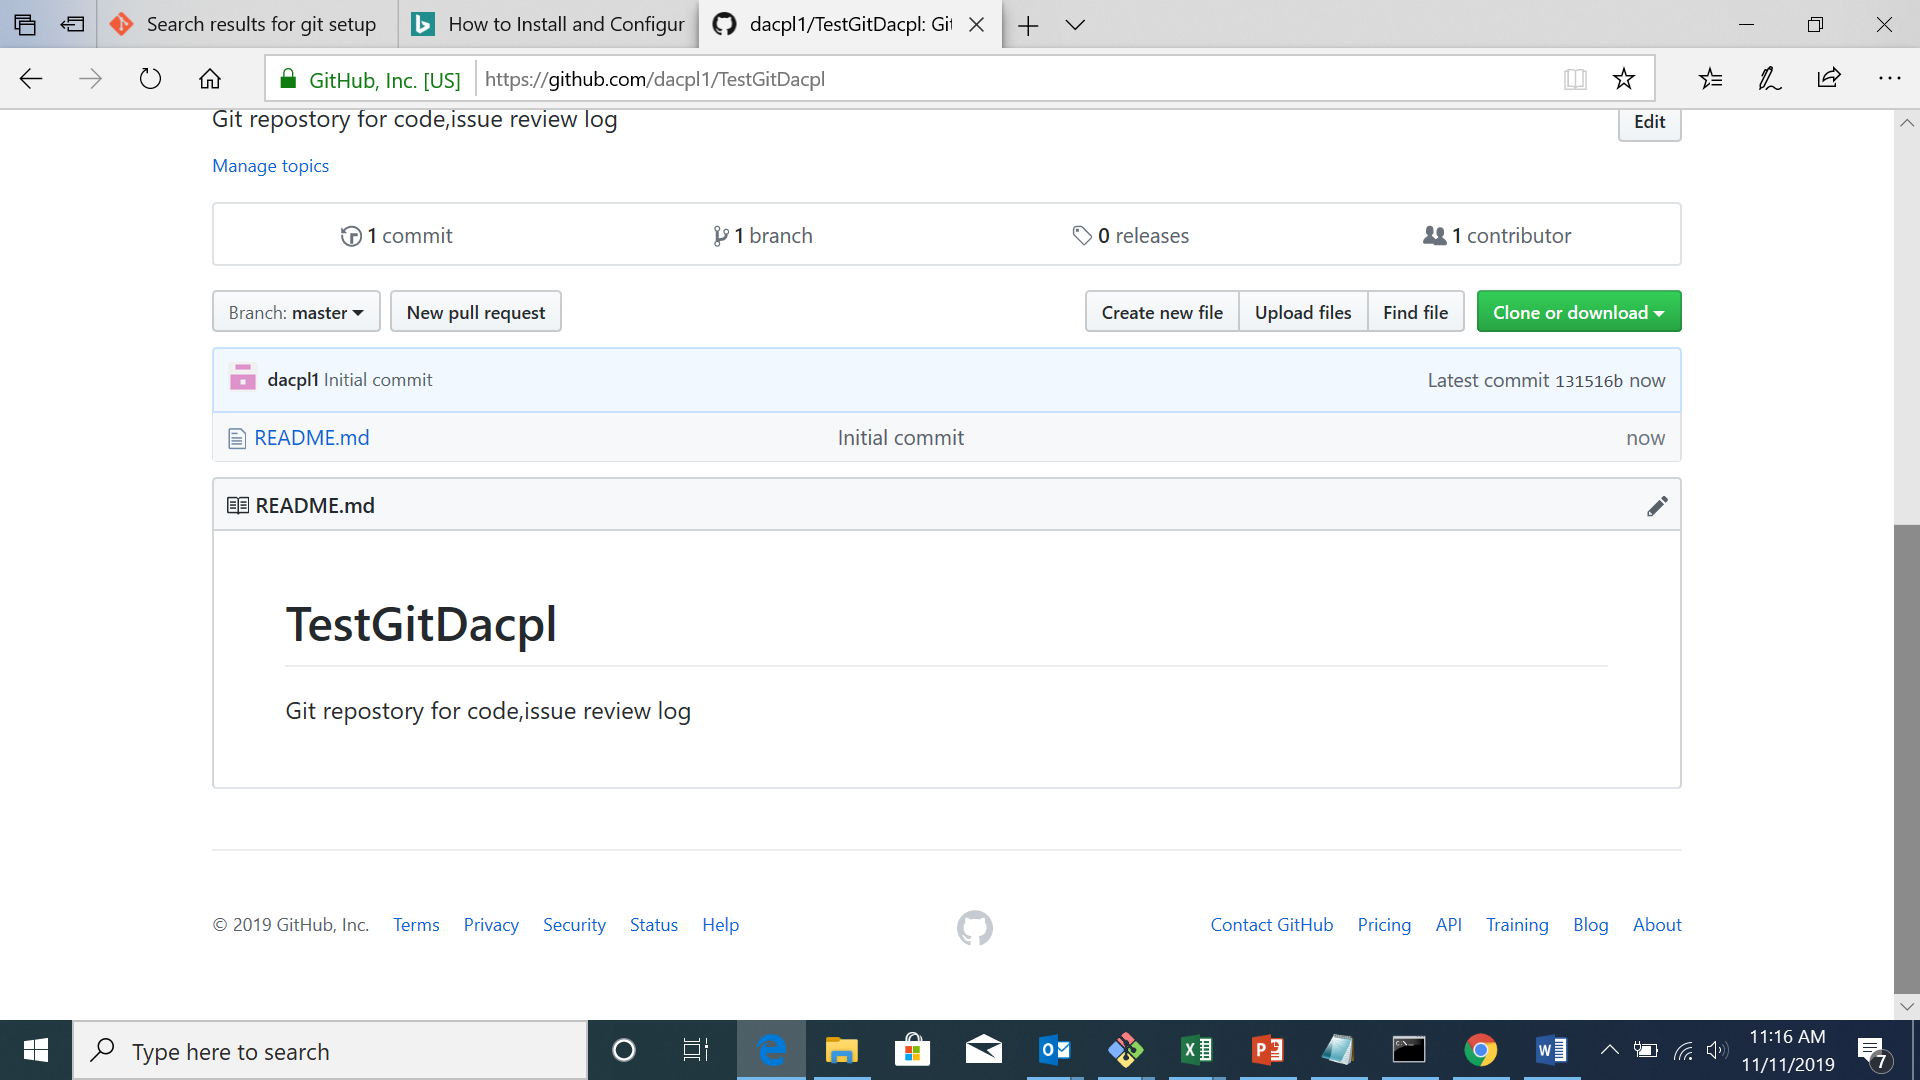 Search results for git setup
How to Install and Configur
dacpl1/TestGitDacpl: Git
GitHub, Inc. [US]
https://github.com/dacpl1/TestGitDacpl
Git repostory for code,issue review log
Edit
Manage topics
1 commit
1 branch
0 releases
1 contributor
Branch: master
New pull request
Create new file
Upload files
Find file
Clone or download
dacpl1 Initial commit
Latest commit 131516b now
README.md
Initial commit
now
README.md
TestGitDacpl
Git repostory for code,issue review log
© 2019 GitHub, Inc.
Terms
Privacy
Security
Status
Help
Contact GitHub
Pricing
API
Training
Blog
About
Type here to search
11:16 AM
11/11/2019
7